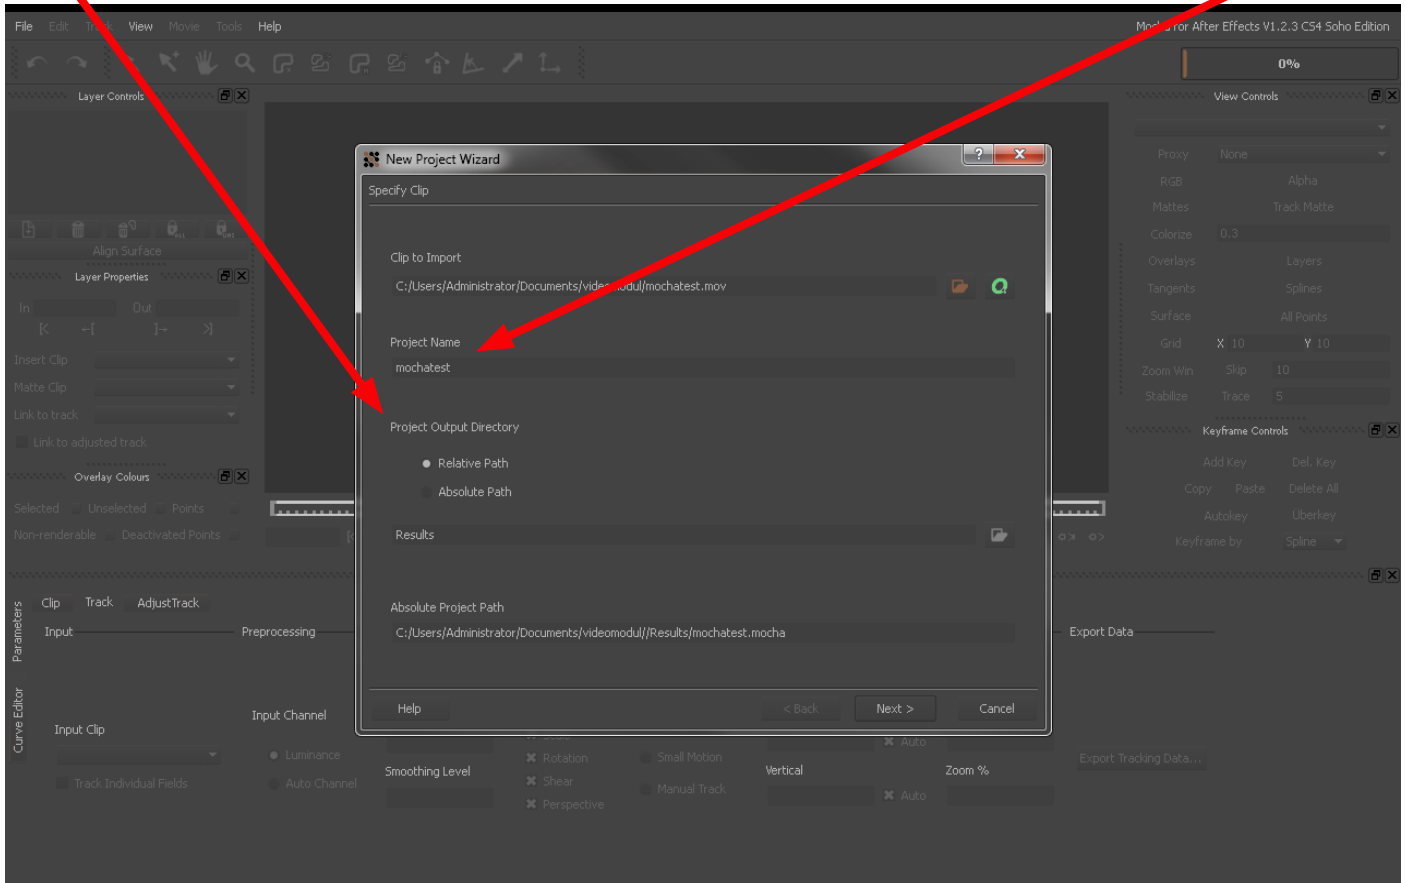 File Edit Track View Movie Tools Help
Mocha for After Effects V1.2.3 CS4 Soho Edition
0%
Layer Controls
View Controls
New Project Wizard
Specify Clip
Clip to Import
C:/Users/Administrator/Documents/videomodul/mochatest.mov
Project Name
mochatest
Project Output Directory
Relative Path
Absolute Path
Results
Absolute Project Path
C:/Users/Administrator/Documents/videomodul//Results/mochatest.mocha
Help
< Back
Next >
Cancel
Align Surface
Layer Properties
In
Out
Insert Clip
Matte Clip
Link to track
Link to adjusted track
Overlay Colours
Selected Unselected Points
Non-renderable Deactivated Points
Proxy None
RGB Alpha
Mattes Track Matte
Colorize 0.3
Overlays Layers
Tangents Splines
Surface All Points
Grid X 10 Y 10
Zoom Win Skip 10
Stabilize Trace 5
Keyframe Controls
Add Key Del. Key
Copy Paste Delete All
Autokey Überkey
Keyframe by Spline
Parameters
Curve Editor
Clip Track AdjustTrack
Input
Preprocessing
Export Data
Input Clip
Track Individual Fields
Input Channel
Luminance
Auto Channel
Smoothing Level
Rotation
Shear
Perspective
Small Motion
Manual Track
Vertical
Auto
Auto
Zoom %
Export Tracking Data...